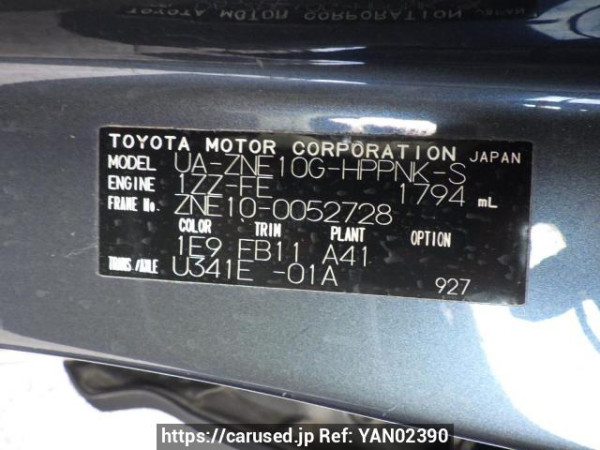 TOYOTA MOTOR CORPORATION JAPAN
MODEL UA-ZNE10G-HPPNK-S
ENGINE 1ZZ-FE 1794 mL
FRAME No. ZNE10-0052728
COLOR TRIM PLANT OPTION
1E9 FB11 A41
TRANS/AXLE U341E -01A
927
https://carused.jp Ref: YAN02390